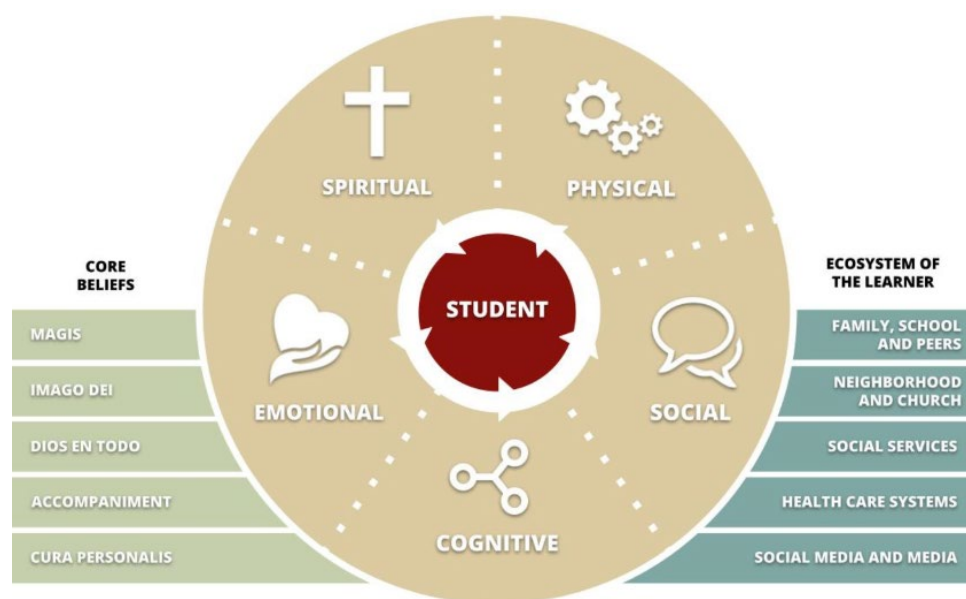 SPIRITUAL
PHYSICAL
CORE
BELIEFS
MAGIS
IMAGO DEI
DIOS EN TODO
ACCOMPANIMENT
CURA PERSONALIS
STUDENT
EMOTIONAL
SOCIAL
COGNITIVE
ECOSYSTEM OF
THE LEARNER
FAMILY, SCHOOL
AND PEERS
NEIGHBORHOOD
AND CHURCH
SOCIAL SERVICES
HEALTH CARE SYSTEMS
SOCIAL MEDIA AND MEDIA